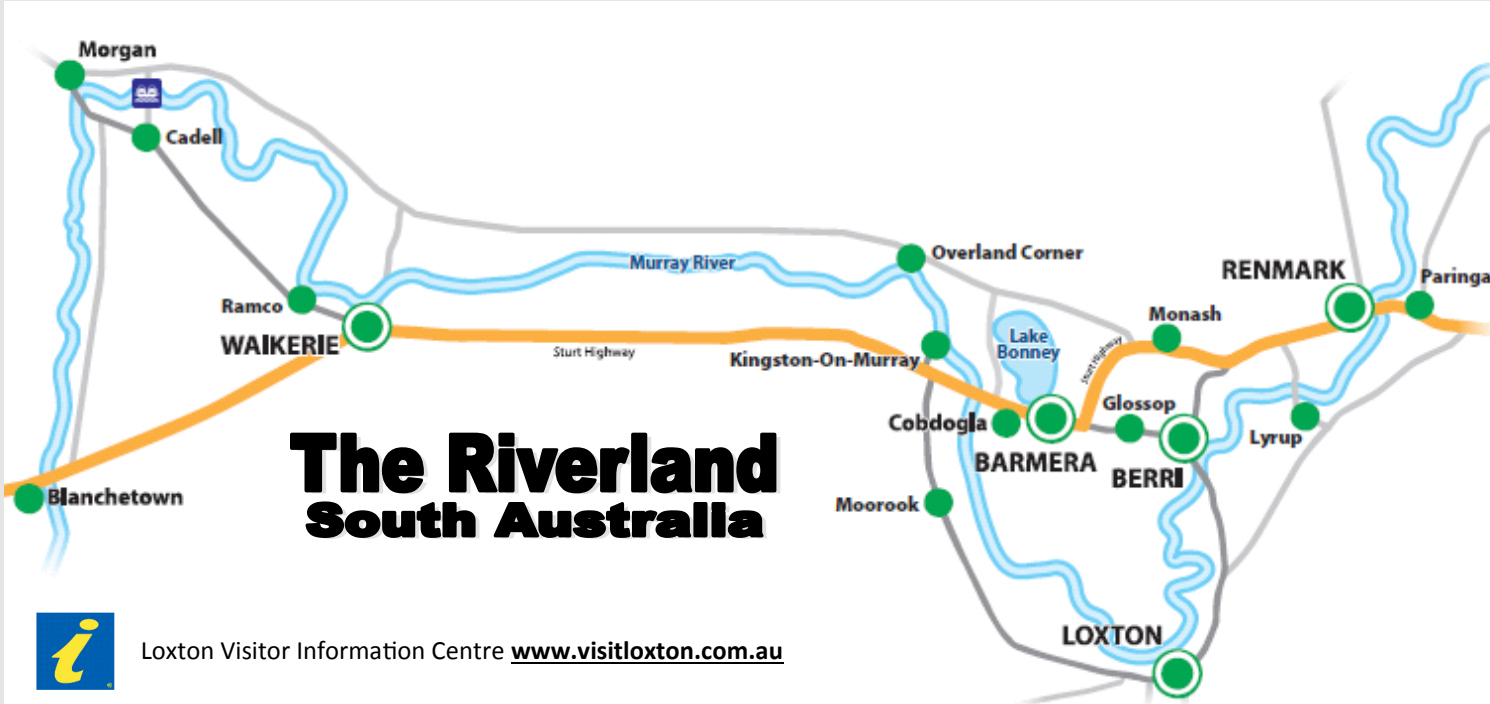 Morgan
Cadell
Overland Corner
Murray River
RENMARK
Paringa
Ramco
Monash
WAIKERIE
Lake
Bonney
Sturt Highway
Sturt Highway
Kingston-On-Murray
Glossop
Cobdogla
Lyrup
BARMERA
BERRI
The Riverland
South Australia
Blanchetown
Moorook
LOXTON
i
Loxton Visitor Information Centre www.visitloxton.com.au